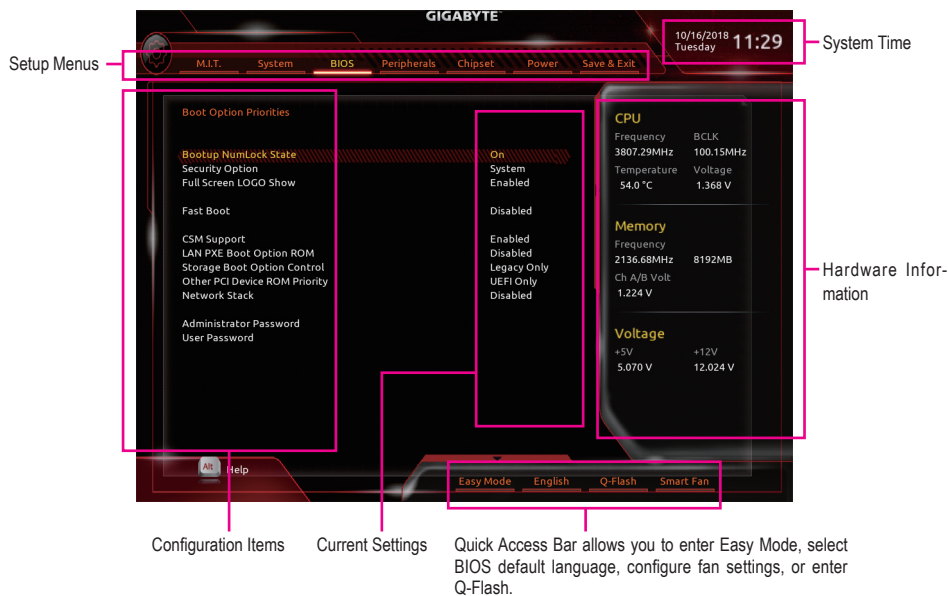 GIGABYTE™
10/16/2018
Tuesday
11:29
System Time
Setup Menus
M.I.T. System BIOS Peripherals Chipset Power Save & Exit
Boot Option Priorities
Bootup NumLock State On
Security Option System
Full Screen LOGO Show Enabled
Fast Boot Disabled
CSM Support Enabled
LAN PXE Boot Option ROM Disabled
Storage Boot Option Control Legacy Only
Other PCI Device ROM Priority UEFI Only
Network Stack Disabled
Administrator Password
User Password
CPU
Frequency BCLK
3807.29MHz 100.15MHz
Temperature Voltage
54.0 °C 1.368 V
Memory
Frequency
2136.68MHz 8192MB
Ch A/B Volt
1.224 V
Voltage
+5V +12V
5.070 V 12.024 V
Hardware Infor-
mation
Alt Help
Easy Mode English Q-Flash Smart Fan
Configuration Items
Current Settings
Quick Access Bar allows you to enter Easy Mode, select
BIOS default language, configure fan settings, or enter
Q-Flash.